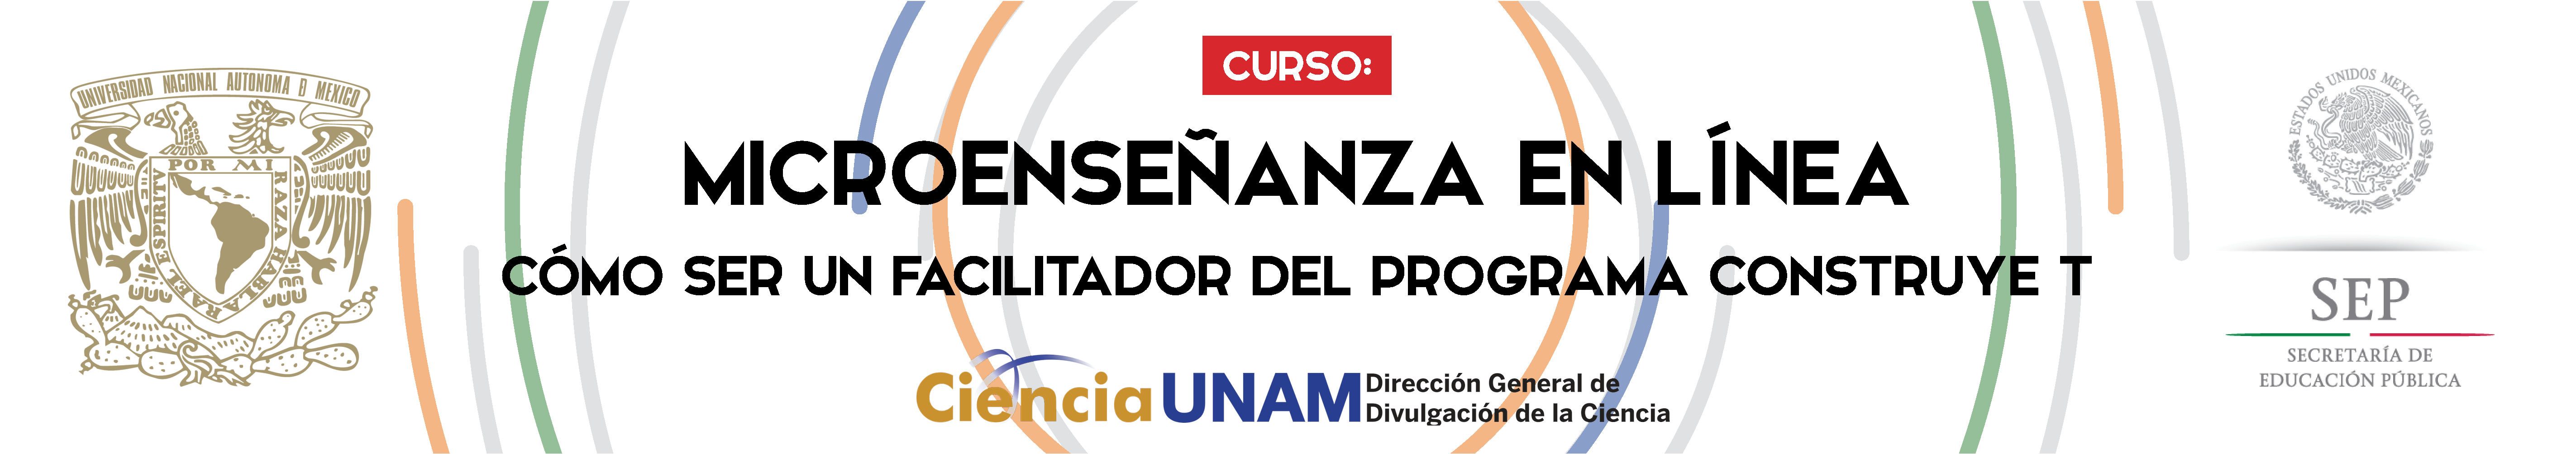 UNIVERSIDAD NACIONAL AUTONOMA DE MEXICO
POR MI RAZA HABLARA EL ESPIRITV
CURSO:
MICROENSEÑANZA EN LÍNEA
CÓMO SER UN FACILITADOR DEL PROGRAMA CONSTRUYE T
CienciaUNAM
Dirección General de
Divulgación de la Ciencia
ESTADOS UNIDOS MEXICANOS
SEP
SECRETARÍA DE
EDUCACIÓN PÚBLICA